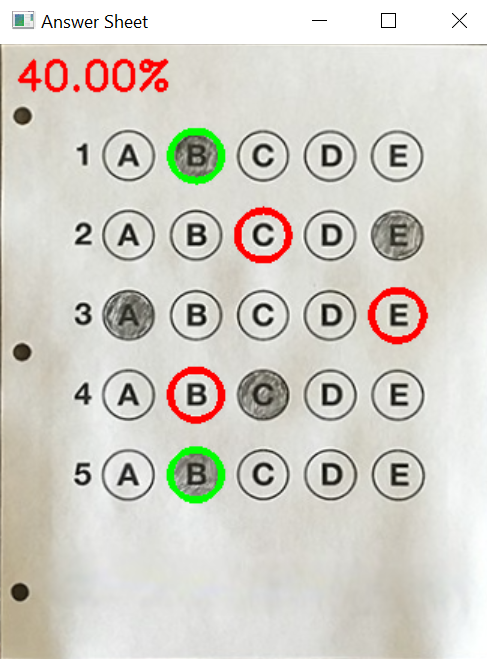 Answer Sheet
40.00%
1 A B C D E
2 A B C D E
3 A B C D E
4 A B C D E
5 A B C D E